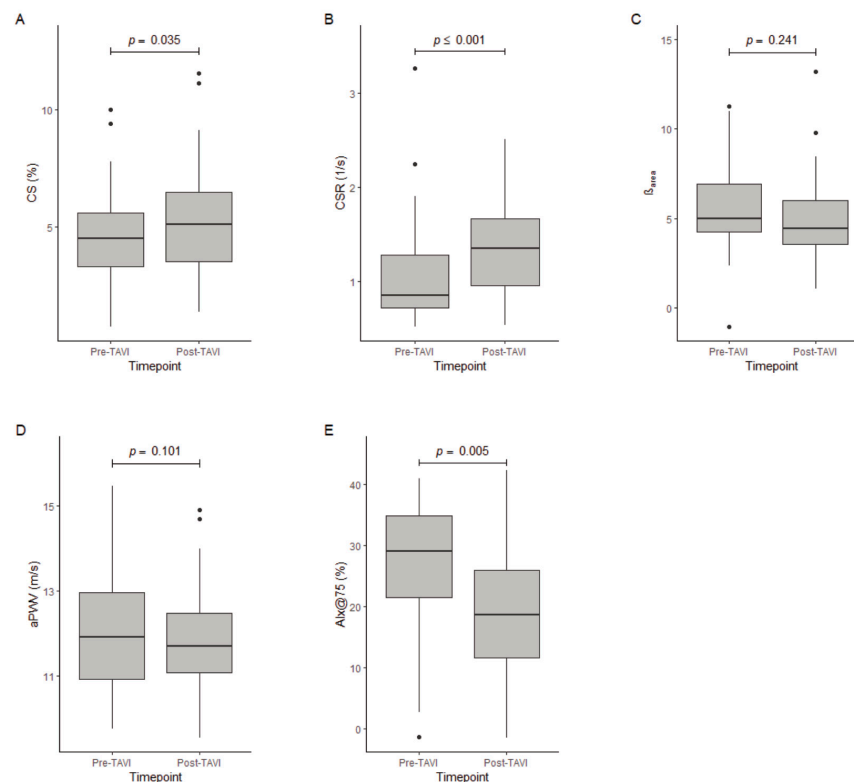 A
p = 0.035
CS (%)
10
5
Pre-TAVI Post-TAVI
Timepoint
B
p ≤ 0.001
CSR (1/s)
3
2
1
Pre-TAVI Post-TAVI
Timepoint
C
p = 0.241
ßarea
15
10
5
0
Pre-TAVI Post-TAVI
Timepoint
D
p = 0.101
aPWV (m/s)
15
13
11
Pre-TAVI Post-TAVI
Timepoint
E
p = 0.005
AIx@75 (%)
40
30
20
10
0
Pre-TAVI Post-TAVI
Timepoint